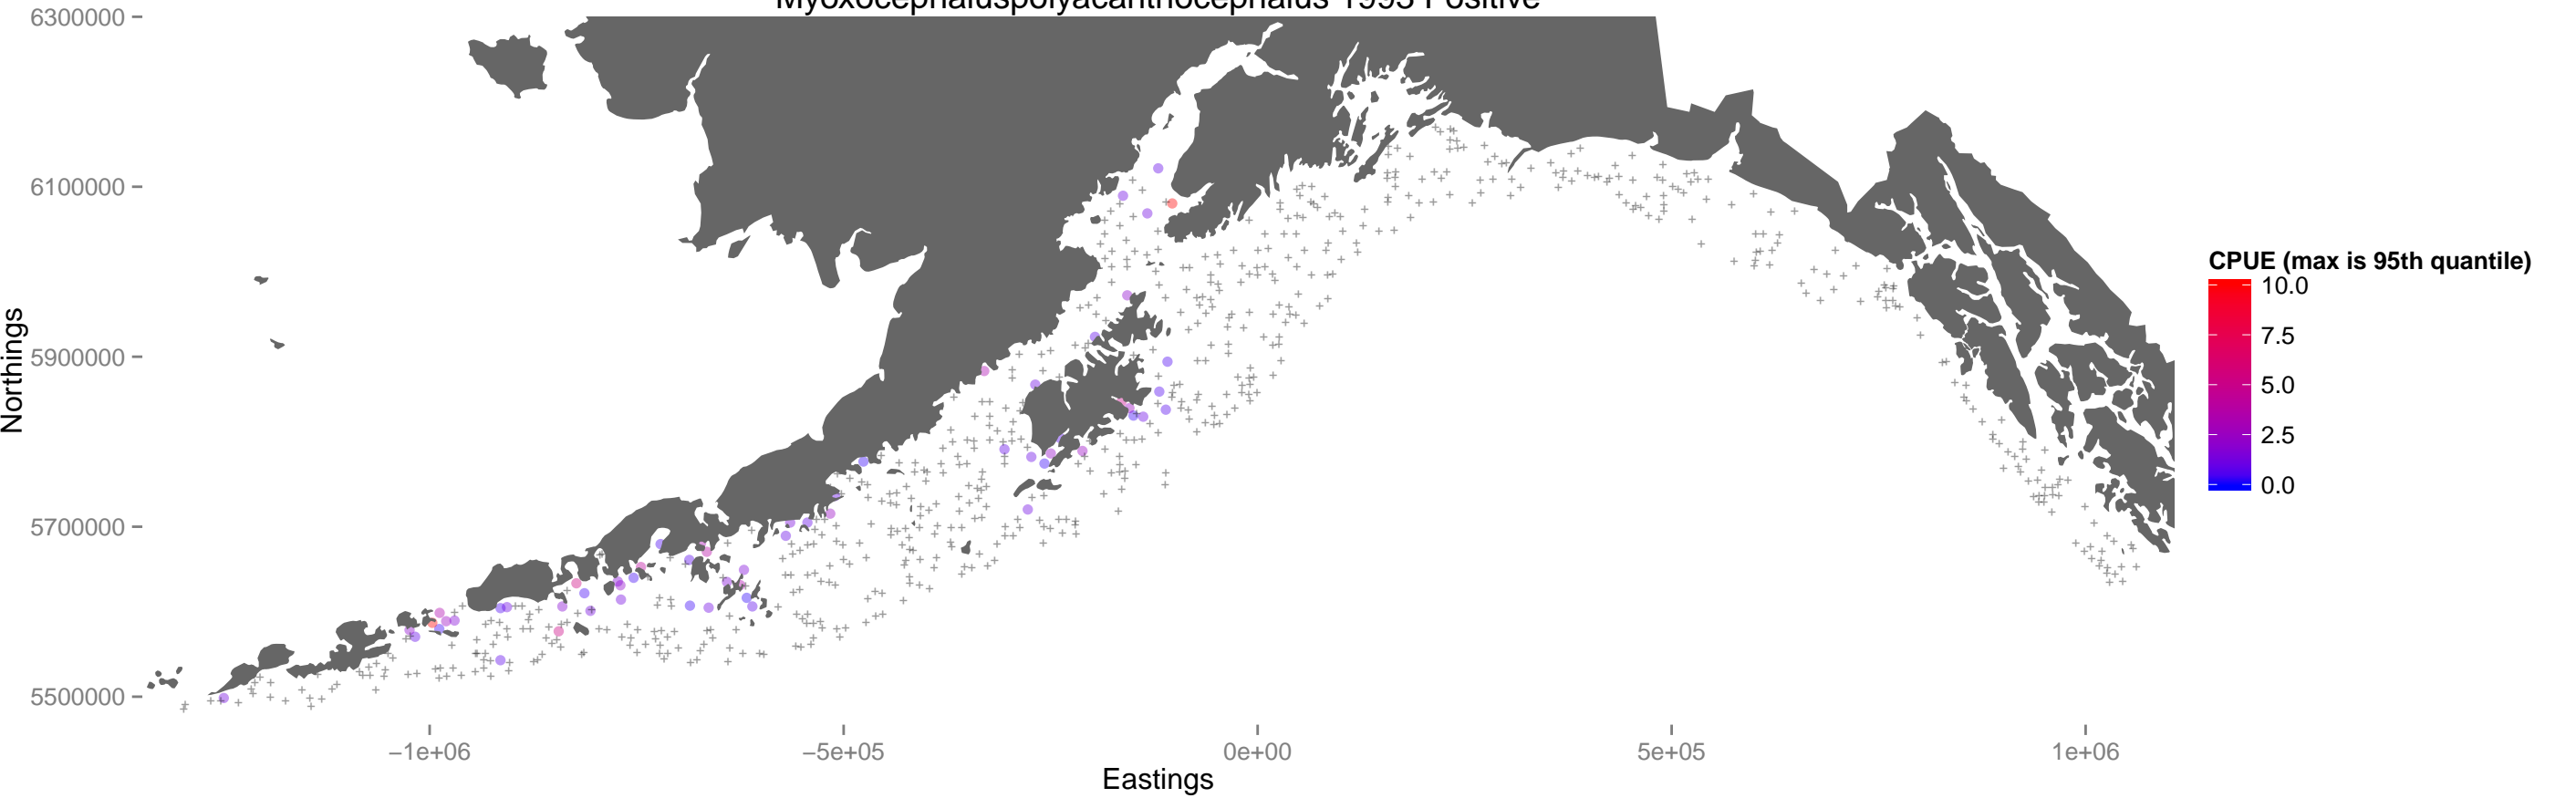 Myoxocephaluspolyacanthocephalus 1993 Positive
6300000
6100000
5900000
5700000
5500000
Northings
−1e+06
−5e+05
0e+00
5e+05
1e+06
Eastings
CPUE (max is 95th quantile)
10.0
7.5
5.0
2.5
0.0